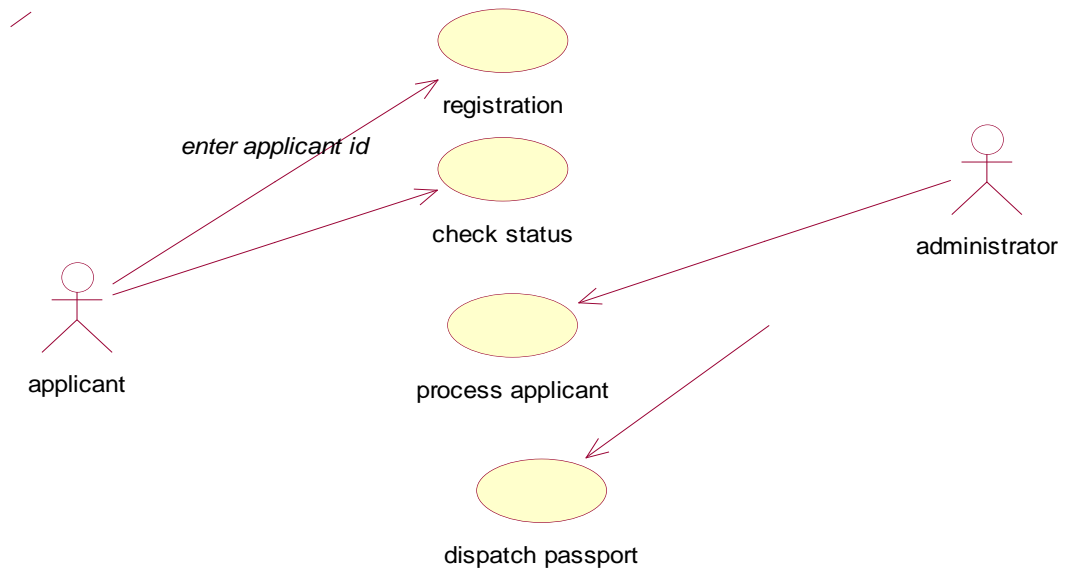 registration
enter applicant id
check status
administrator
applicant
process applicant
dispatch passport